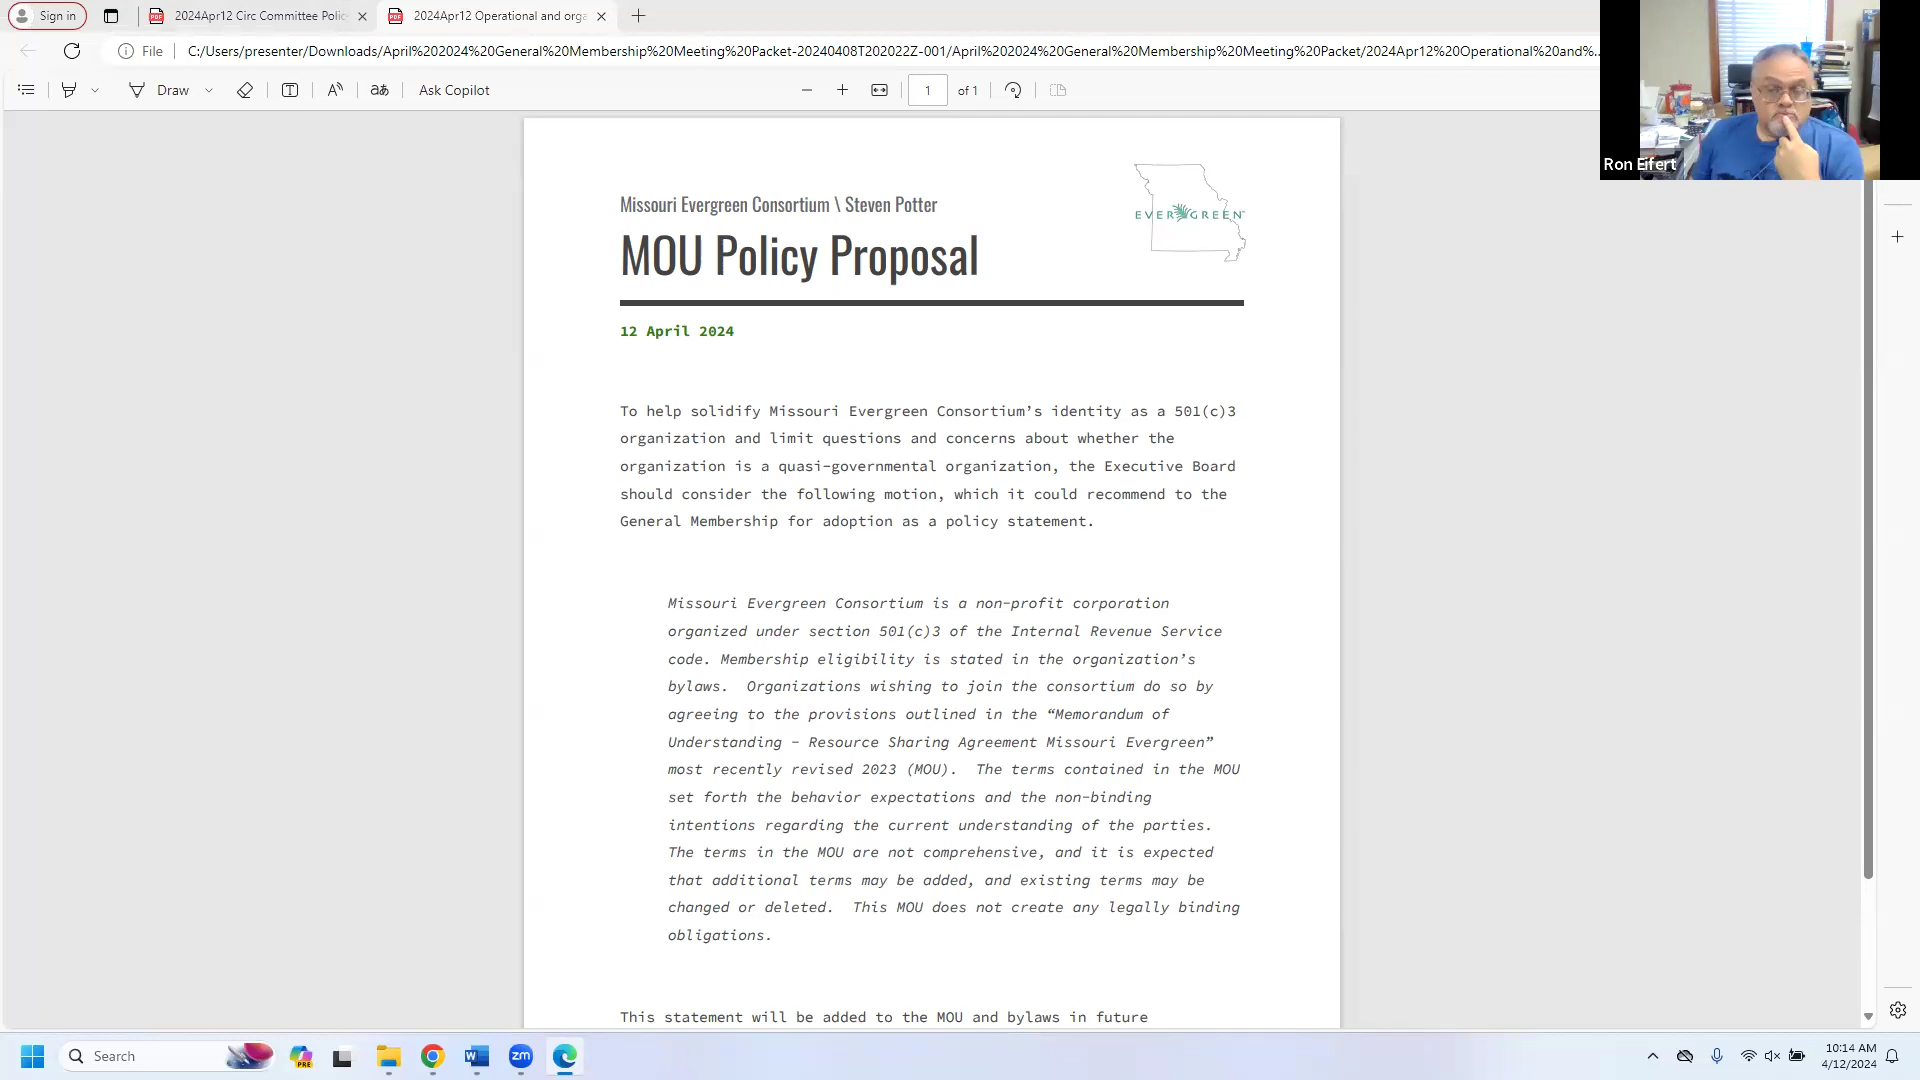 Sign in
2024Apr12 Circ Committee Polic
2024Apr12 Operational and orga
File
C:/Users/presenter/Downloads/April%202024%20General%20Membership%20Meeting%20Packet-20240408T202022Z-001/April%202024%20General%20Membership%20Meeting%20Packet/2024Apr12%20Operational%20and%...
Draw
Ask Copilot
1
of 1
Ron Eifert
Missouri Evergreen Consortium \ Steven Potter
EVERGREEN
MOU Policy Proposal
12 April 2024
To help solidify Missouri Evergreen Consortium’s identity as a 501(c)3
organization and limit questions and concerns about whether the
organization is a quasi-governmental organization, the Executive Board
should consider the following motion, which it could recommend to the
General Membership for adoption as a policy statement.
Missouri Evergreen Consortium is a non-profit corporation
organized under section 501(c)3 of the Internal Revenue Service
code. Membership eligibility is stated in the organization’s
bylaws.  Organizations wishing to join the consortium do so by
agreeing to the provisions outlined in the “Memorandum of
Understanding - Resource Sharing Agreement Missouri Evergreen”
most recently revised 2023 (MOU).  The terms contained in the MOU
set forth the behavior expectations and the non-binding
intentions regarding the current understanding of the parties.
The terms in the MOU are not comprehensive, and it is expected
that additional terms may be added, and existing terms may be
changed or deleted.  This MOU does not create any legally binding
obligations.
This statement will be added to the MOU and bylaws in future
Search
PRE
W
zm
10:14 AM
4/12/2024